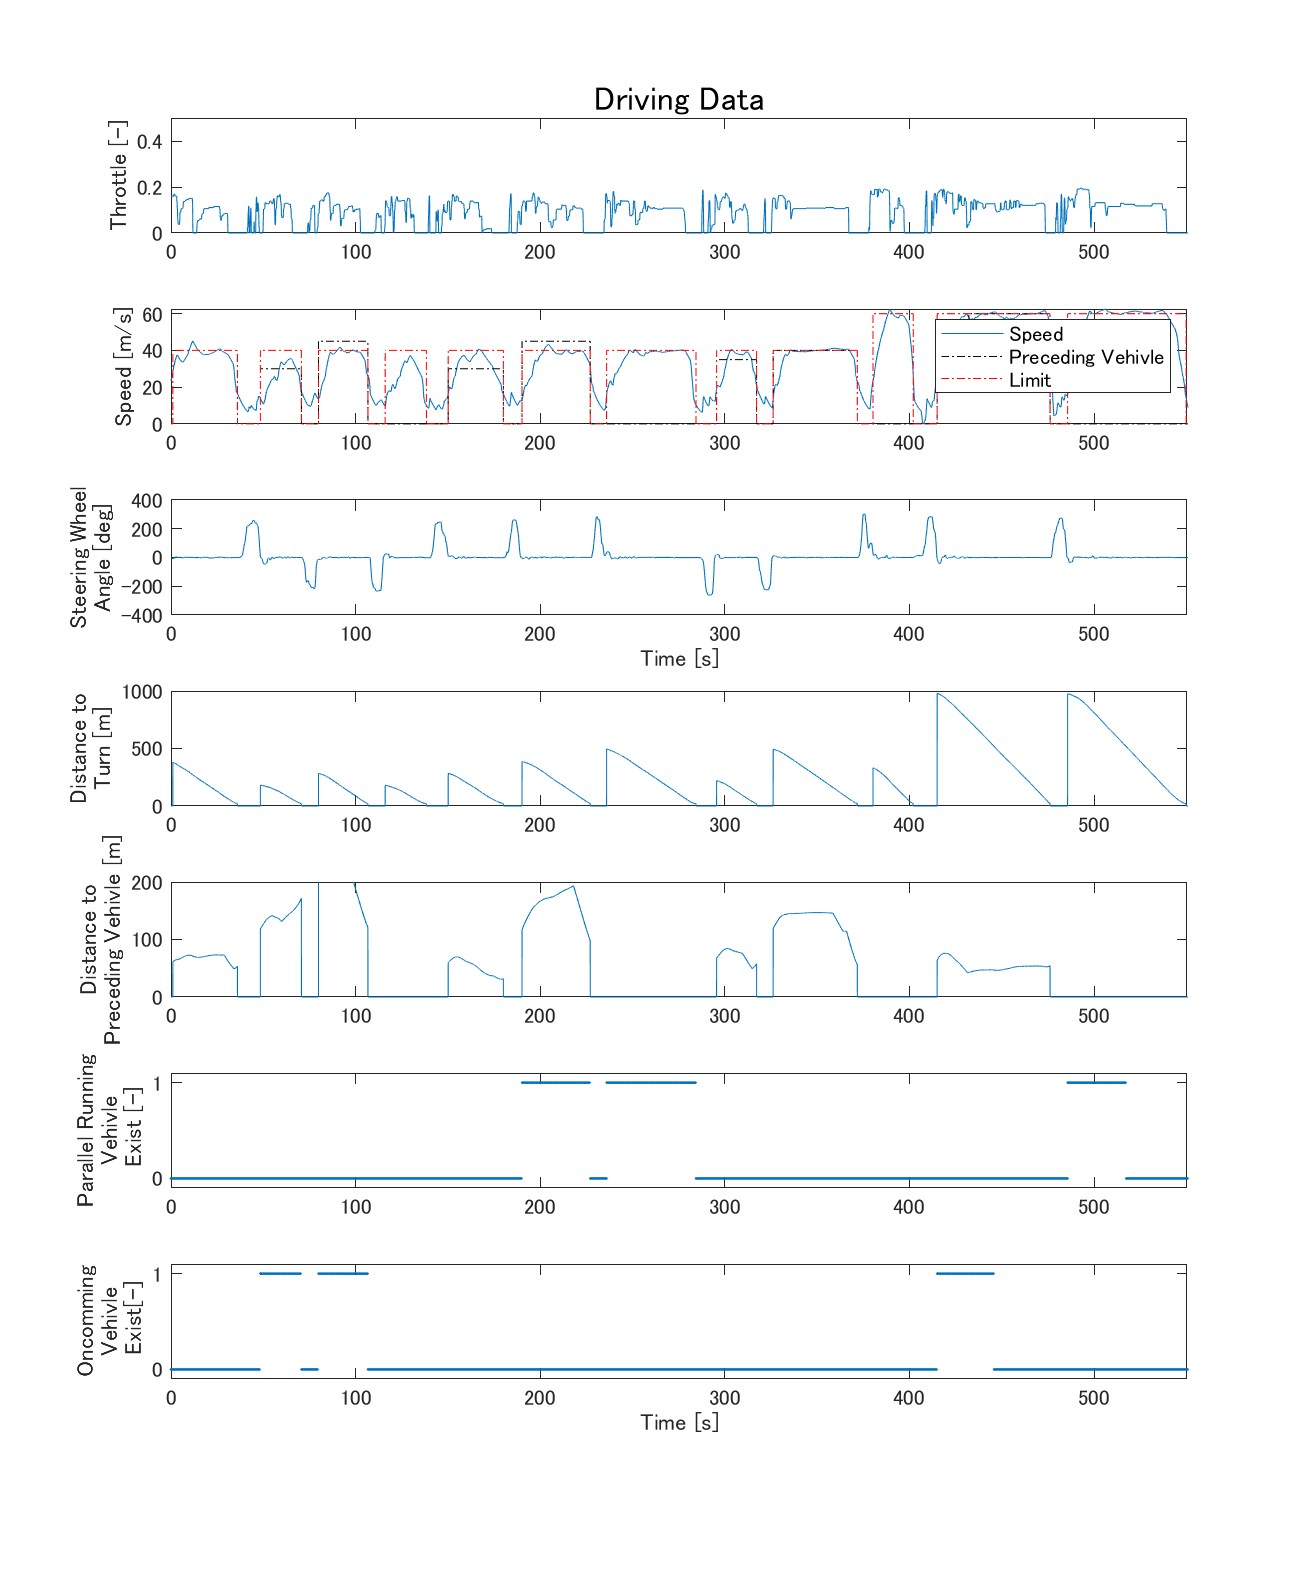 Driving Data
Throttle [-]
0.4
0.2
0
0 100 200 300 400 500
Speed [m/s]
60
40
20
0
Speed
Preceding Vehivle
Limit
0 100 200 300 400 500
Steering Wheel
Angle [deg]
400
200
0
-200
-400
0 100 200 300 400 500
Time [s]
Distance to
Turn [m]
1000
500
0
0 100 200 300 400 500
Distance to
Preceding Vehivle [m]
200
100
0
0 100 200 300 400 500
Parallel Running
Vehivle
Exist [-]
1
0
0 100 200 300 400 500
Oncomming
Vehivle
Exist[-]
1
0
0 100 200 300 400 500
Time [s]